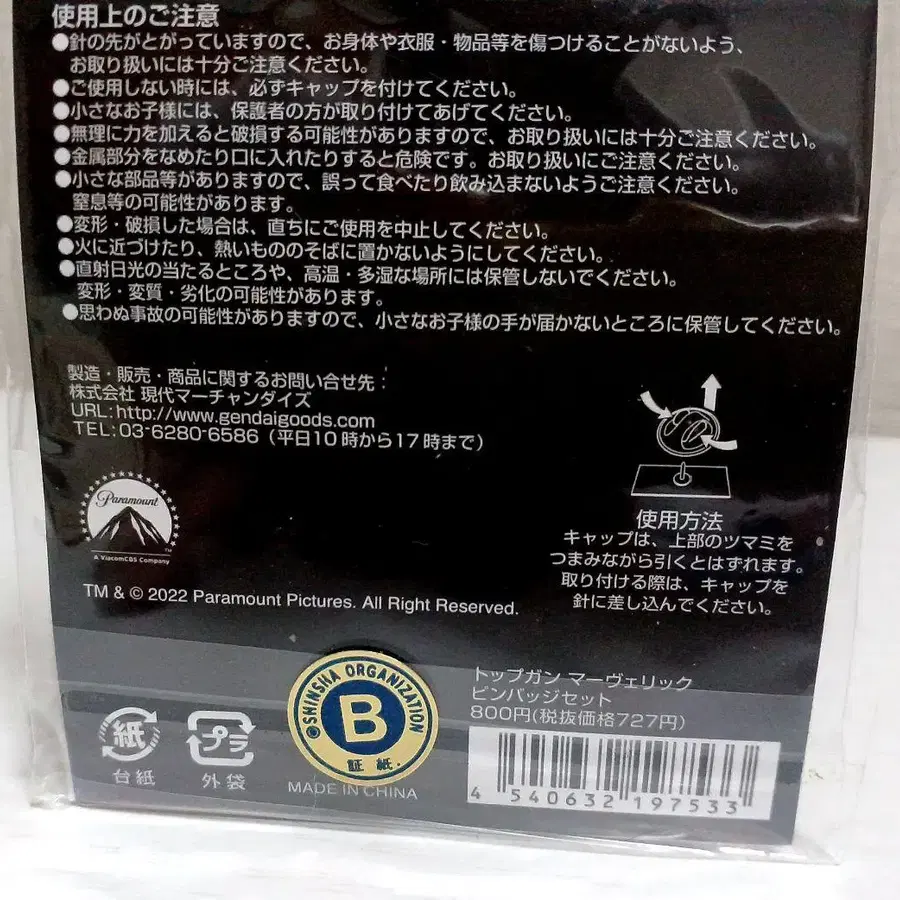 使用上のご注意
●針の先がとがっていますので、お身体や衣服・物品等を傷つけることがないよう、
お取り扱いには十分ご注意ください。
●ご使用しない時には、必ずキャップを付けてください。
●小さなお子様には、保護者の方が取り付けてあげてください。
●無理に力を加えると破損する可能性がありますので、お取り扱いには十分ご注意ください。
●金属部分をなめたり口に入れたりすると危険です。お取り扱いにご注意ください。
●小さな部品等がありますので、誤って食べたり飲み込まないようご注意ください。
窒息等の可能性があります。
●変形・破損した場合は、直ちにご使用を中止してください。
●火に近づけたり、熱いもののそばに置かないようにしてください。
●直射日光の当たるところや、高温・多湿な場所には保管しないでください。
変形・変質・劣化の可能性があります。
●思わぬ事故の可能性がありますので、小さなお子様の手が届かないところに保管してください。
製造・販売・商品に関するお問い合せ先：
株式会社 現代マーチャンダイズ
URL:http://www.gendaigoods.com
TEL:03-6280-6586（平日10時から17時まで）
使用方法
キャップは、上部のツマミを
つまみながら引くとはずれます。
取り付ける際は、キャップを
針に差し込んでください。
Paramount
TM
A ViacomCBS Company
TM & © 2022 Paramount Pictures. All Right Reserved.
紙
台紙
プラ
外袋
©SHINSHA ORGANIZATION
B
証紙
MADE IN CHINA
トップガン マーヴェリック
ピンバッジセット
800円(税抜価格727円)
4 540632 197533